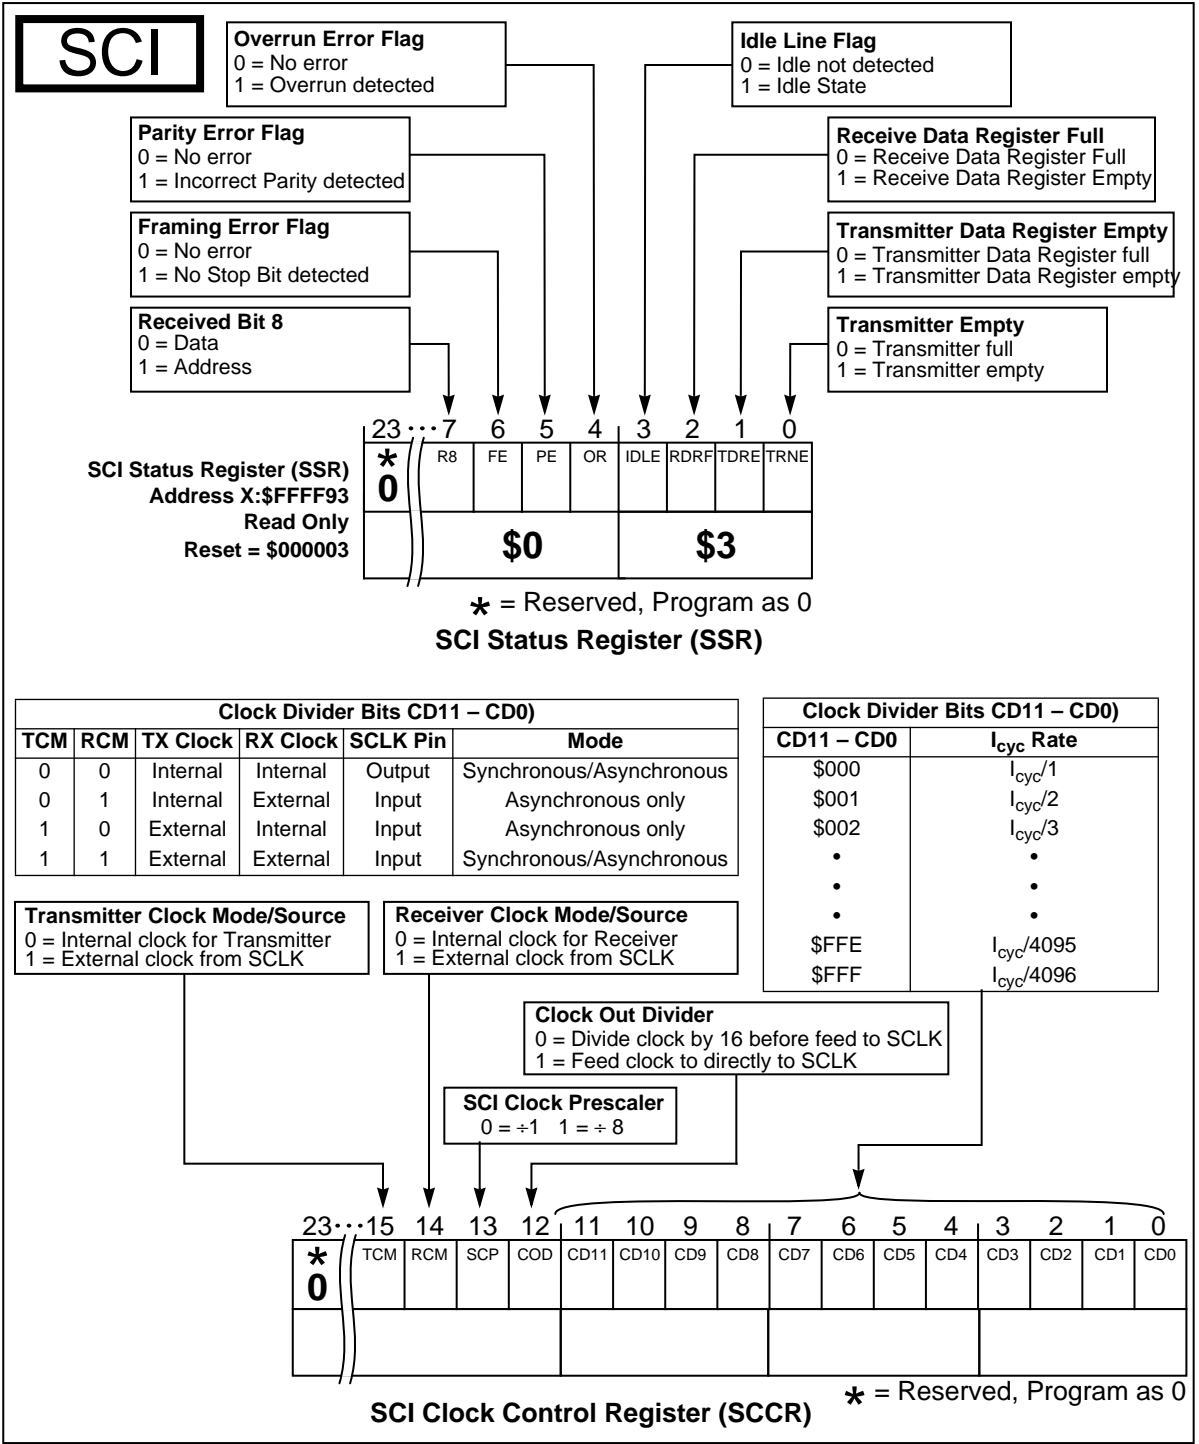 SCI
Overrun Error Flag
0 = No error
1 = Overrun detected
Idle Line Flag
0 = Idle not detected
1 = Idle State
Parity Error Flag
0 = No error
1 = Incorrect Parity detected
Receive Data Register Full
0 = Receive Data Register Full
1 = Receive Data Register Empty
Framing Error Flag
0 = No error
1 = No Stop Bit detected
Transmitter Data Register Empty
0 = Transmitter Data Register full
1 = Transmitter Data Register empty
Received Bit 8
0 = Data
1 = Address
Transmitter Empty
0 = Transmitter full
1 = Transmitter empty
23 ··· 7 6 5 4 3 2 1 0
* R8 FE PE OR IDLE RDRF TDRE TRNE
0
SCI Status Register (SSR)
Address X:$FFFF93
Read Only
Reset = $000003
$0 $3
* = Reserved, Program as 0
SCI Status Register (SSR)
Clock Divider Bits CD11 – CD0)
TCM RCM TX Clock RX Clock SCLK Pin Mode
0 0 Internal Internal Output Synchronous/Asynchronous
0 1 Internal External Input Asynchronous only
1 0 External Internal Input Asynchronous only
1 1 External External Input Synchronous/Asynchronous
Clock Divider Bits CD11 – CD0)
CD11 – CD0 Icyc Rate
$000 Icyc/1
$001 Icyc/2
$002 Icyc/3
• •
• •
• •
$FFE Icyc/4095
$FFF Icyc/4096
Transmitter Clock Mode/Source
0 = Internal clock for Transmitter
1 = External clock from SCLK
Receiver Clock Mode/Source
0 = Internal clock for Receiver
1 = External clock from SCLK
Clock Out Divider
0 = Divide clock by 16 before feed to SCLK
1 = Feed clock to directly to SCLK
SCI Clock Prescaler
0 = ÷1 1 = ÷ 8
23 ··· 15 14 13 12 11 10 9 8 7 6 5 4 3 2 1 0
* TCM RCM SCP COD CD11 CD10 CD9 CD8 CD7 CD6 CD5 CD4 CD3 CD2 CD1 CD0
0
* = Reserved, Program as 0
SCI Clock Control Register (SCCR)